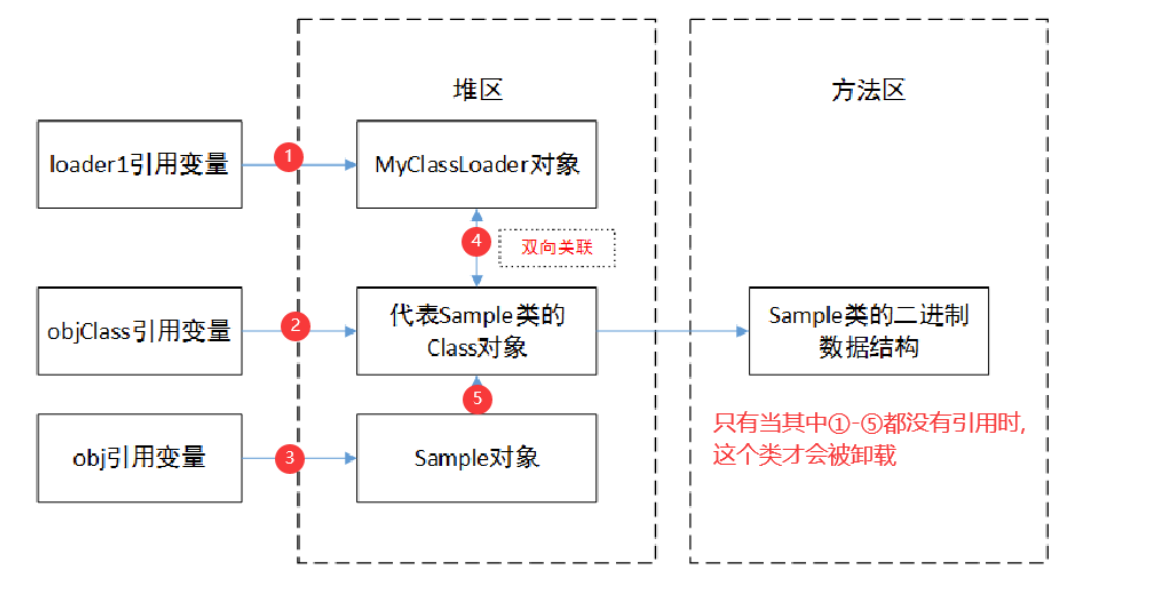 堆区
方法区
loader1引用变量
1
MyClassLoader对象
4
双向关联
objClass引用变量
2
代表Sample类的
Class对象
Sample类的二进制
数据结构
5
obj引用变量
3
Sample对象
只有当其中①-⑤都没有引用时,
这个类才会被卸载